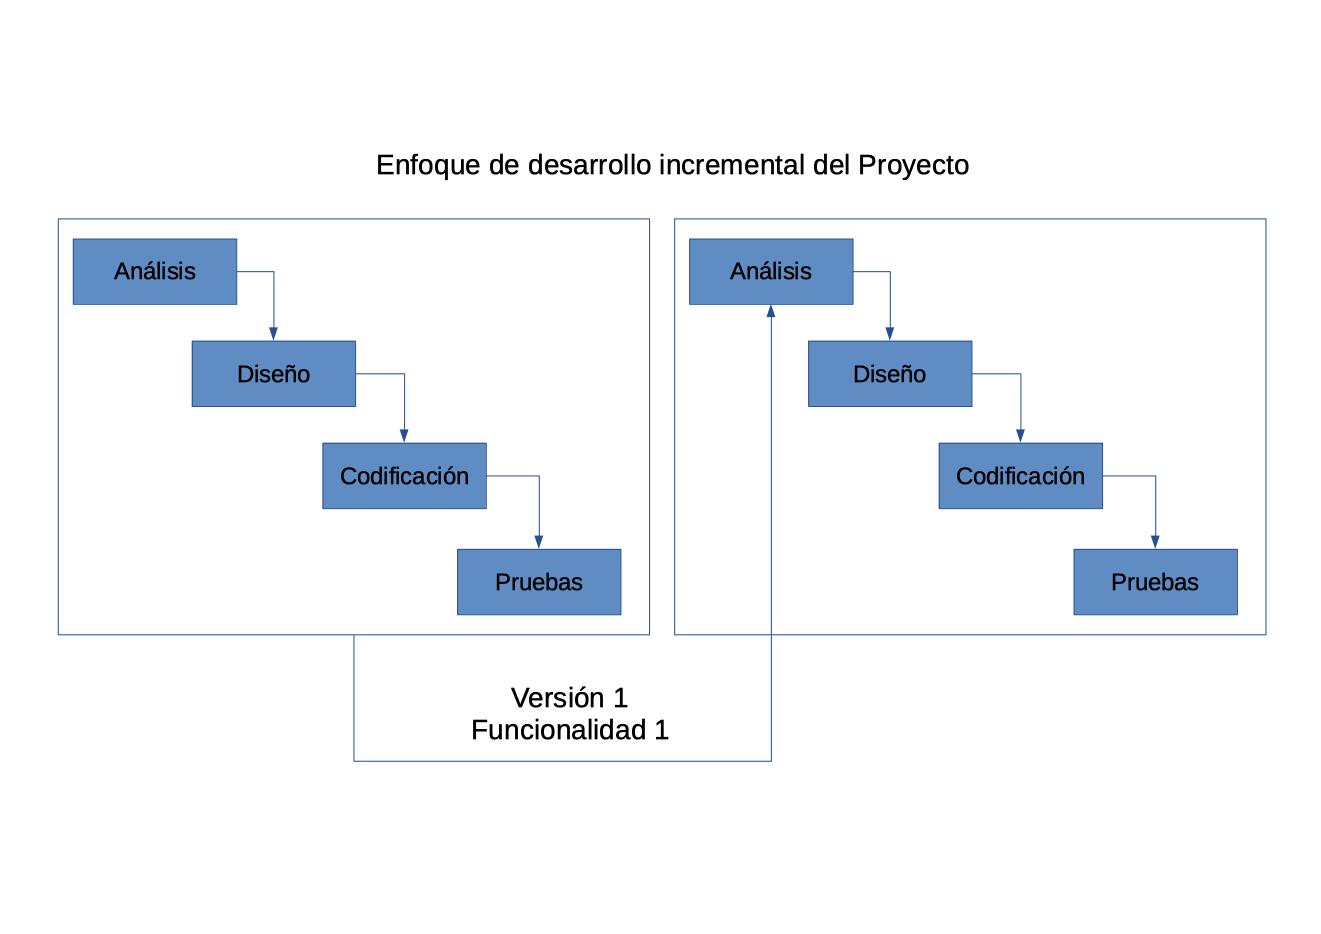 Enfoque de desarrollo incremental del Proyecto
Análisis
Diseño
Codificación
Pruebas
Análisis
Diseño
Codificación
Pruebas
Versión 1
Funcionalidad 1